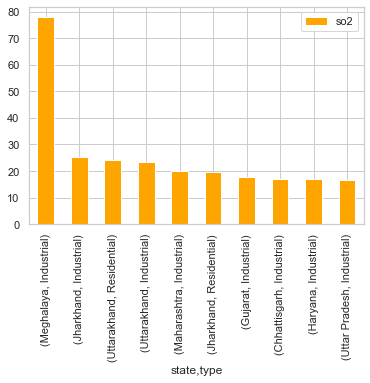 80
70
60
50
40
30
20
10
0
so2
(Meghalaya, Industrial)
(Jharkhand, Industrial)
(Uttarakhand, Residential)
(Uttarakhand, Industrial)
(Maharashtra, Industrial)
(Jharkhand, Residential)
(Gujarat, Industrial)
(Chhattisgarh, Industrial)
(Haryana, Industrial)
(Uttar Pradesh, Industrial)
state,type